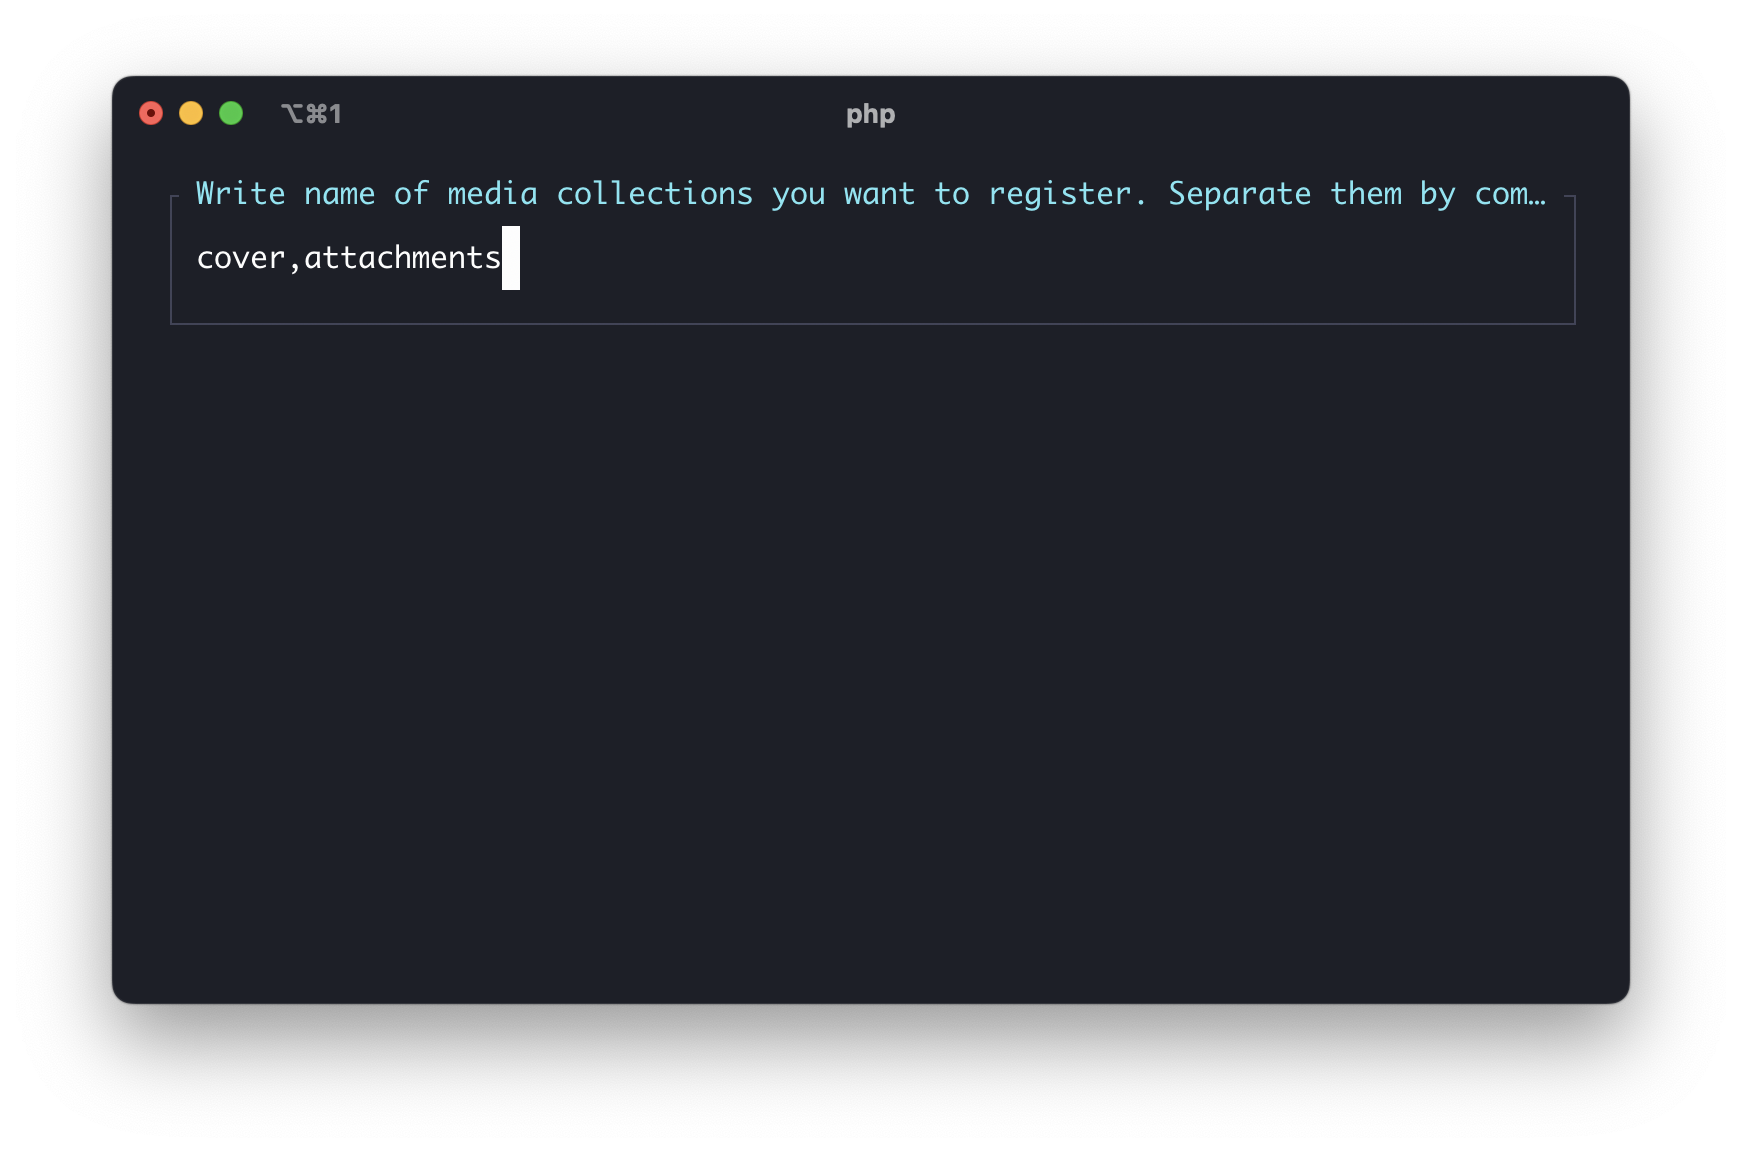 ⌥⌘1
php
Write name of media collections you want to register. Separate them by com…
cover,attachments